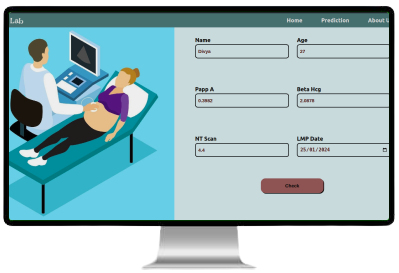 Lab
Home Prediction About U
Name Age
Divya 37
Papp A Beta Hcg
0.3882 2.0878
NT Scan LMP Date
4.4 25/01/2024
Check